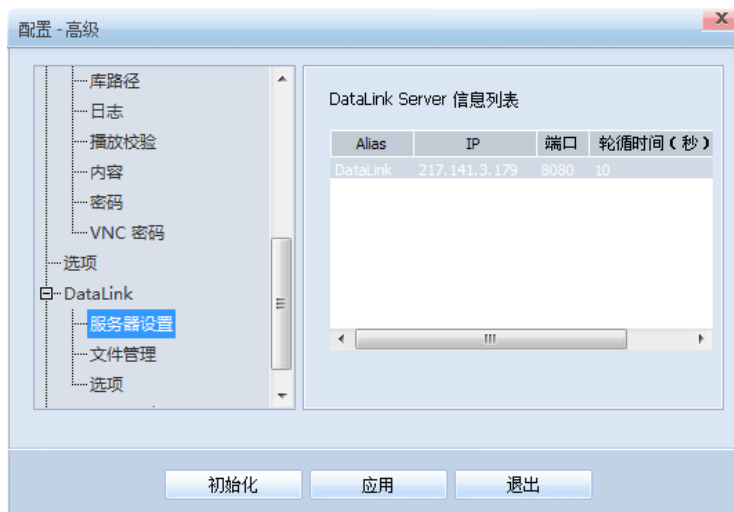 配置 - 高级
X
库路径
日志
播放校验
内容
密码
VNC 密码
选项
DataLink
服务器设置
文件管理
选项
DataLink Server 信息列表
Alias IP 端口 轮循时间(秒)
DataLink 217.141.3.179 8080 10
初始化 应用 退出